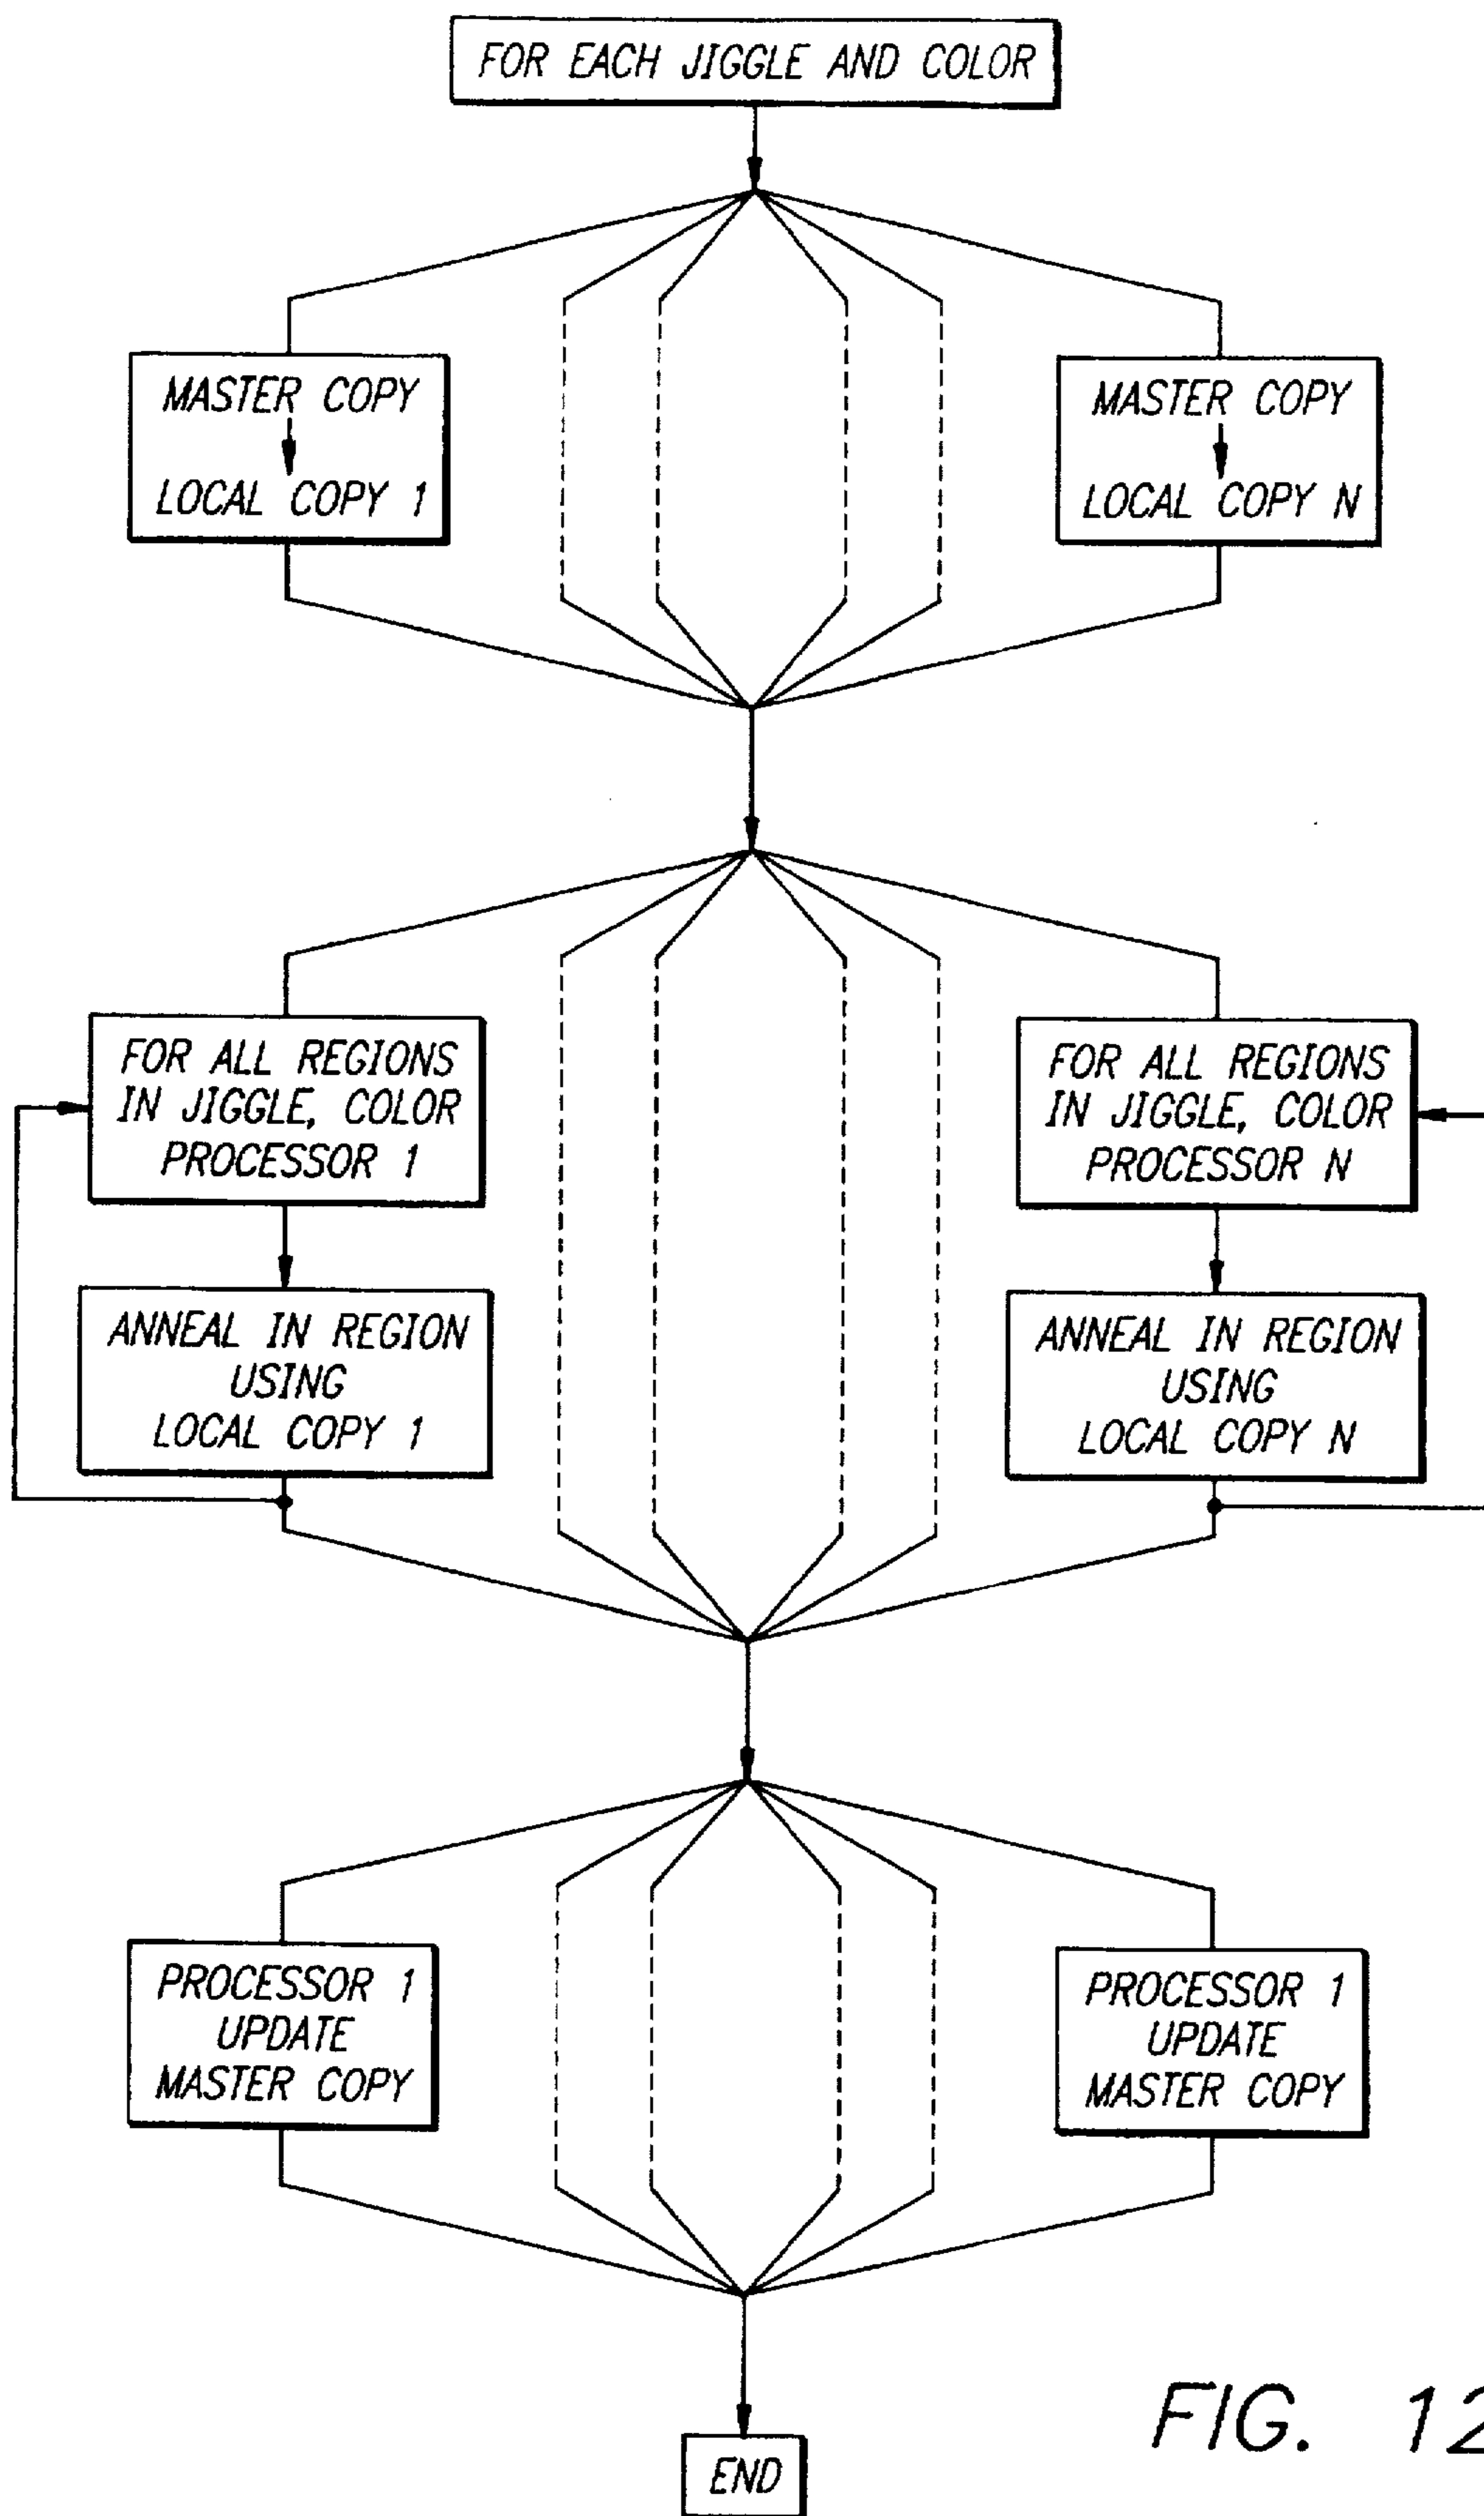 FOR EACH JIGGLE AND COLOR
MASTER COPY
LOCAL COPY 1
MASTER COPY
LOCAL COPY N
FOR ALL REGIONS
IN JIGGLE, COLOR
PROCESSOR 1
FOR ALL REGIONS
IN JIGGLE, COLOR
PROCESSOR N
ANNEAL IN REGION
USING
LOCAL COPY 1
ANNEAL IN REGION
USING
LOCAL COPY N
PROCESSOR 1
UPDATE
MASTER COPY
PROCESSOR 1
UPDATE
MASTER COPY
END
FIG. 12